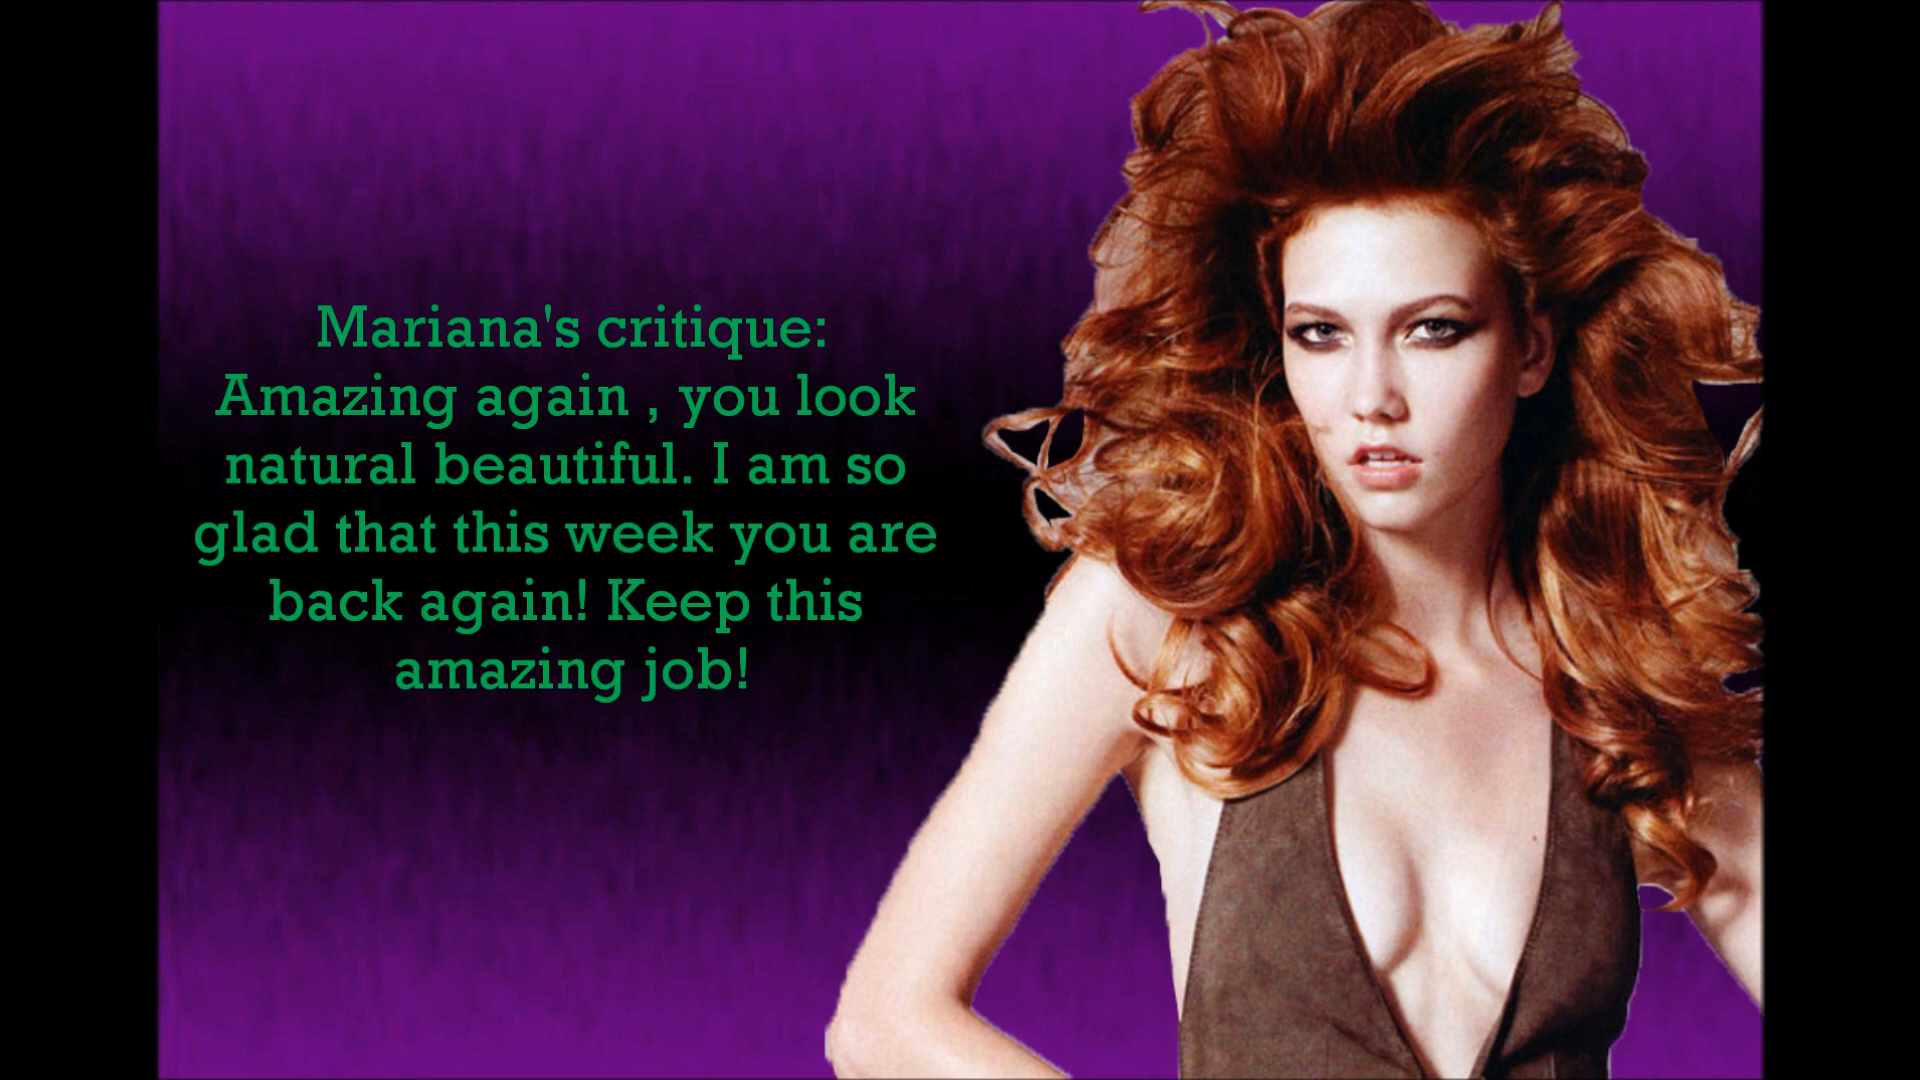 Mariana's critique:
Amazing again , you look
natural beautiful. I am so
glad that this week you are
back again! Keep this
amazing job!